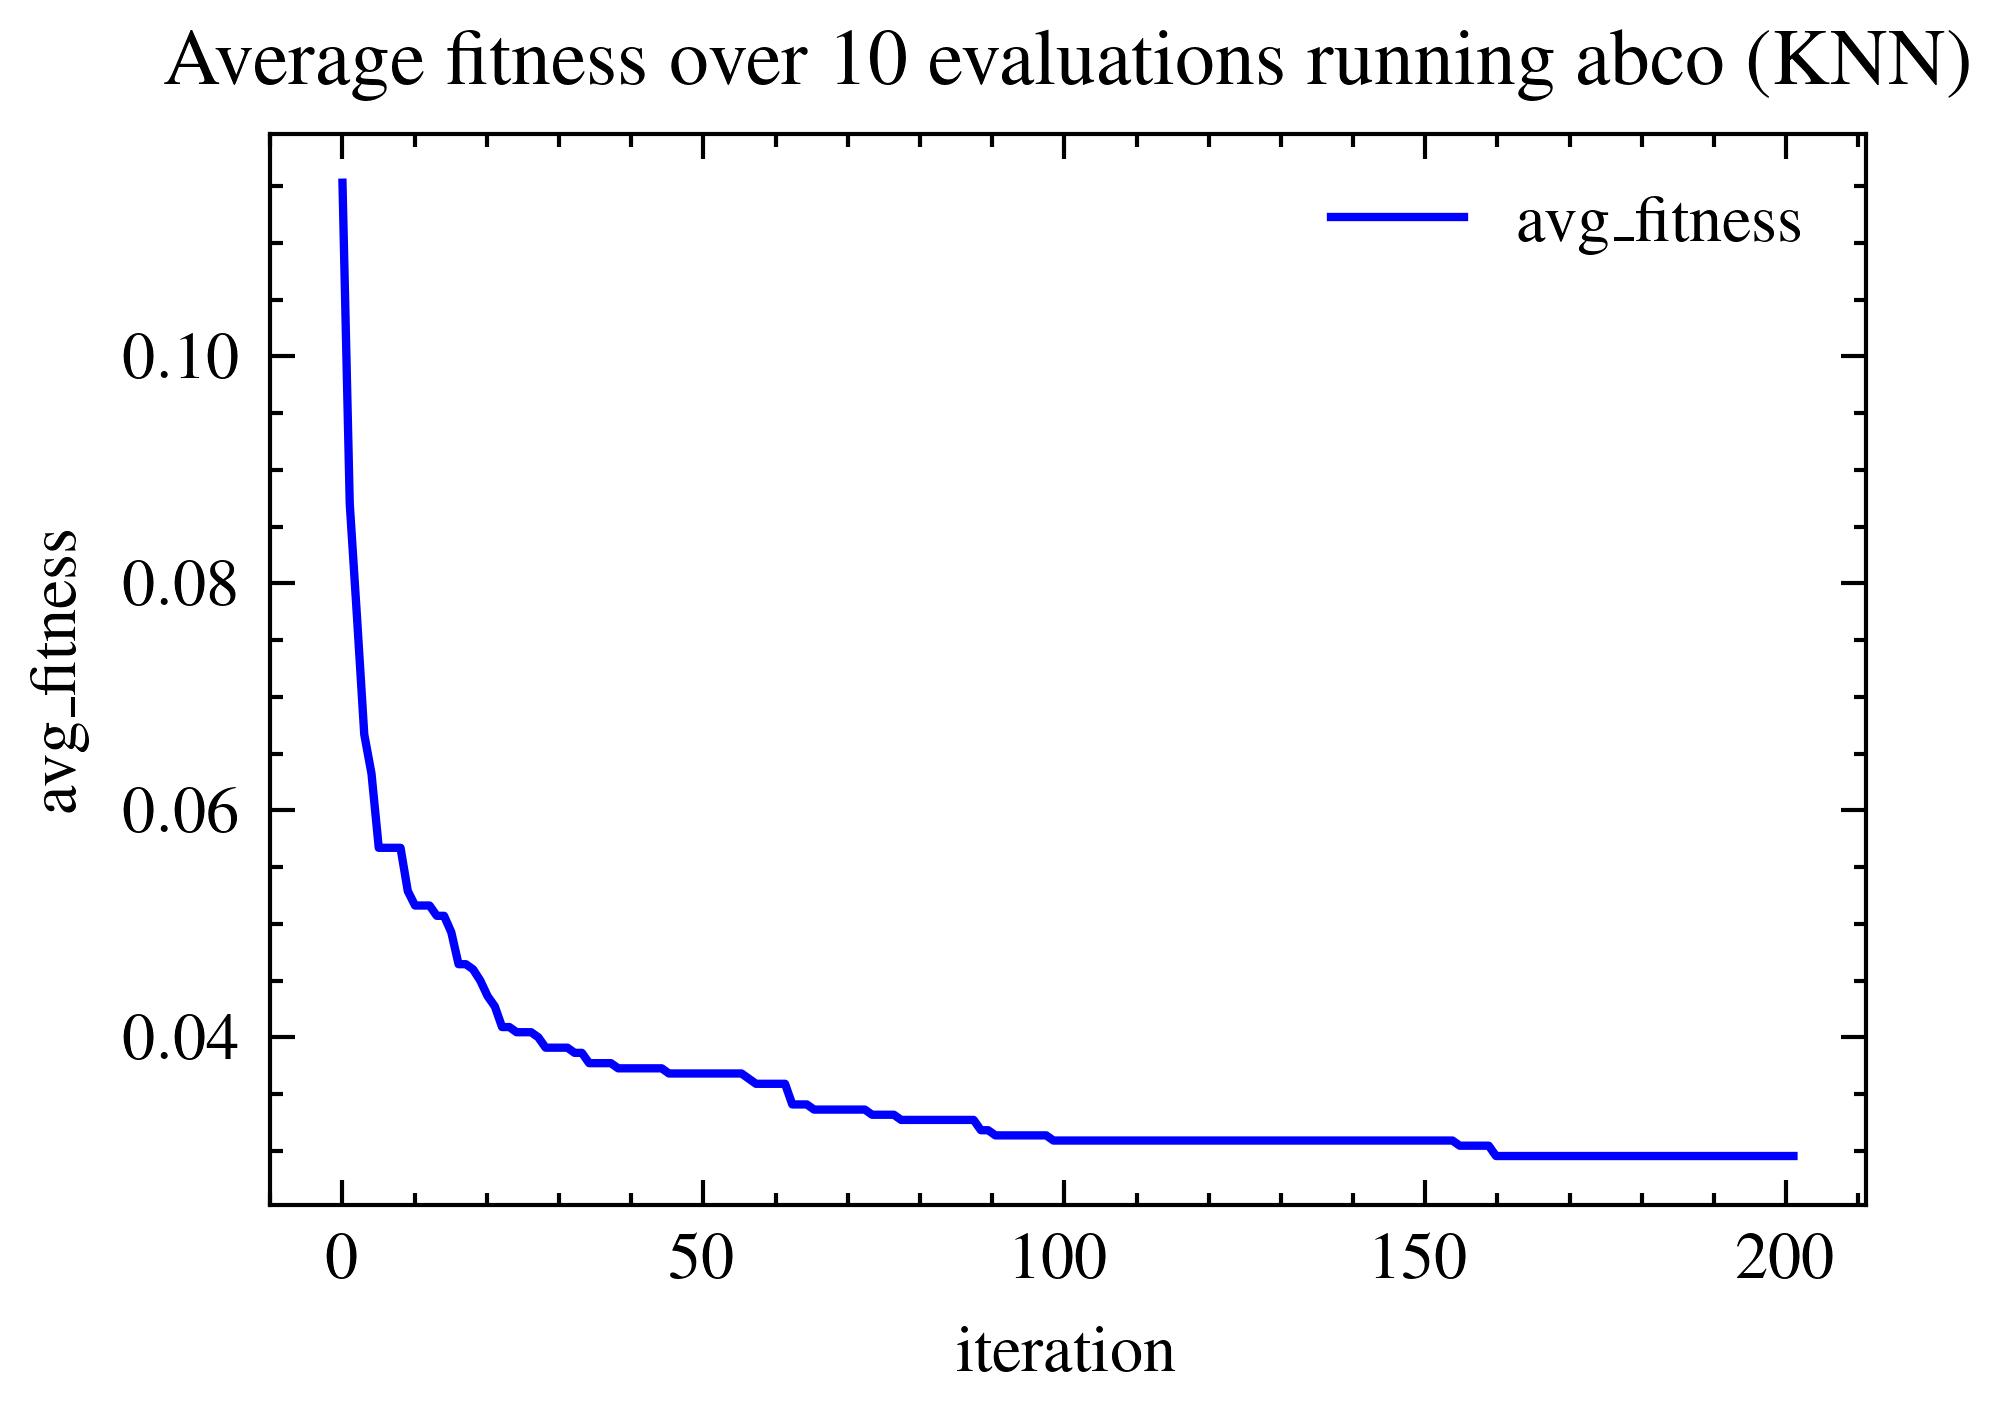 Average fitness over 10 evaluations running abco (KNN)
avg_fitness
0.10
0.08
0.06
0.04
avg_fitness
0 50 100 150 200
iteration